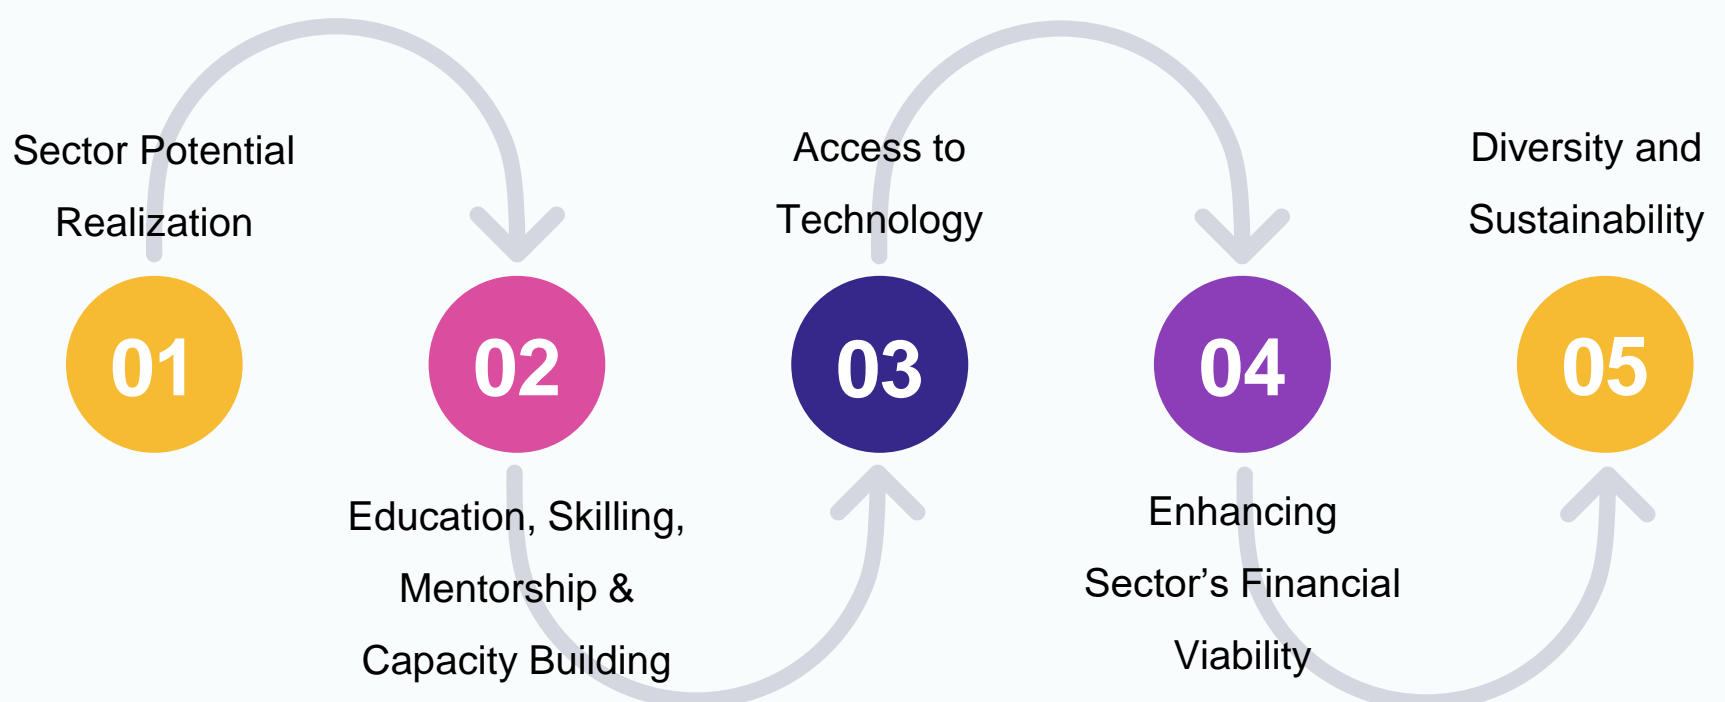 Sector Potential
Realization
01
02
Education, Skilling,
Mentorship &
Capacity Building
Access to
Technology
03
04
Enhancing
Sector’s Financial
Viability
Diversity and
Sustainability
05